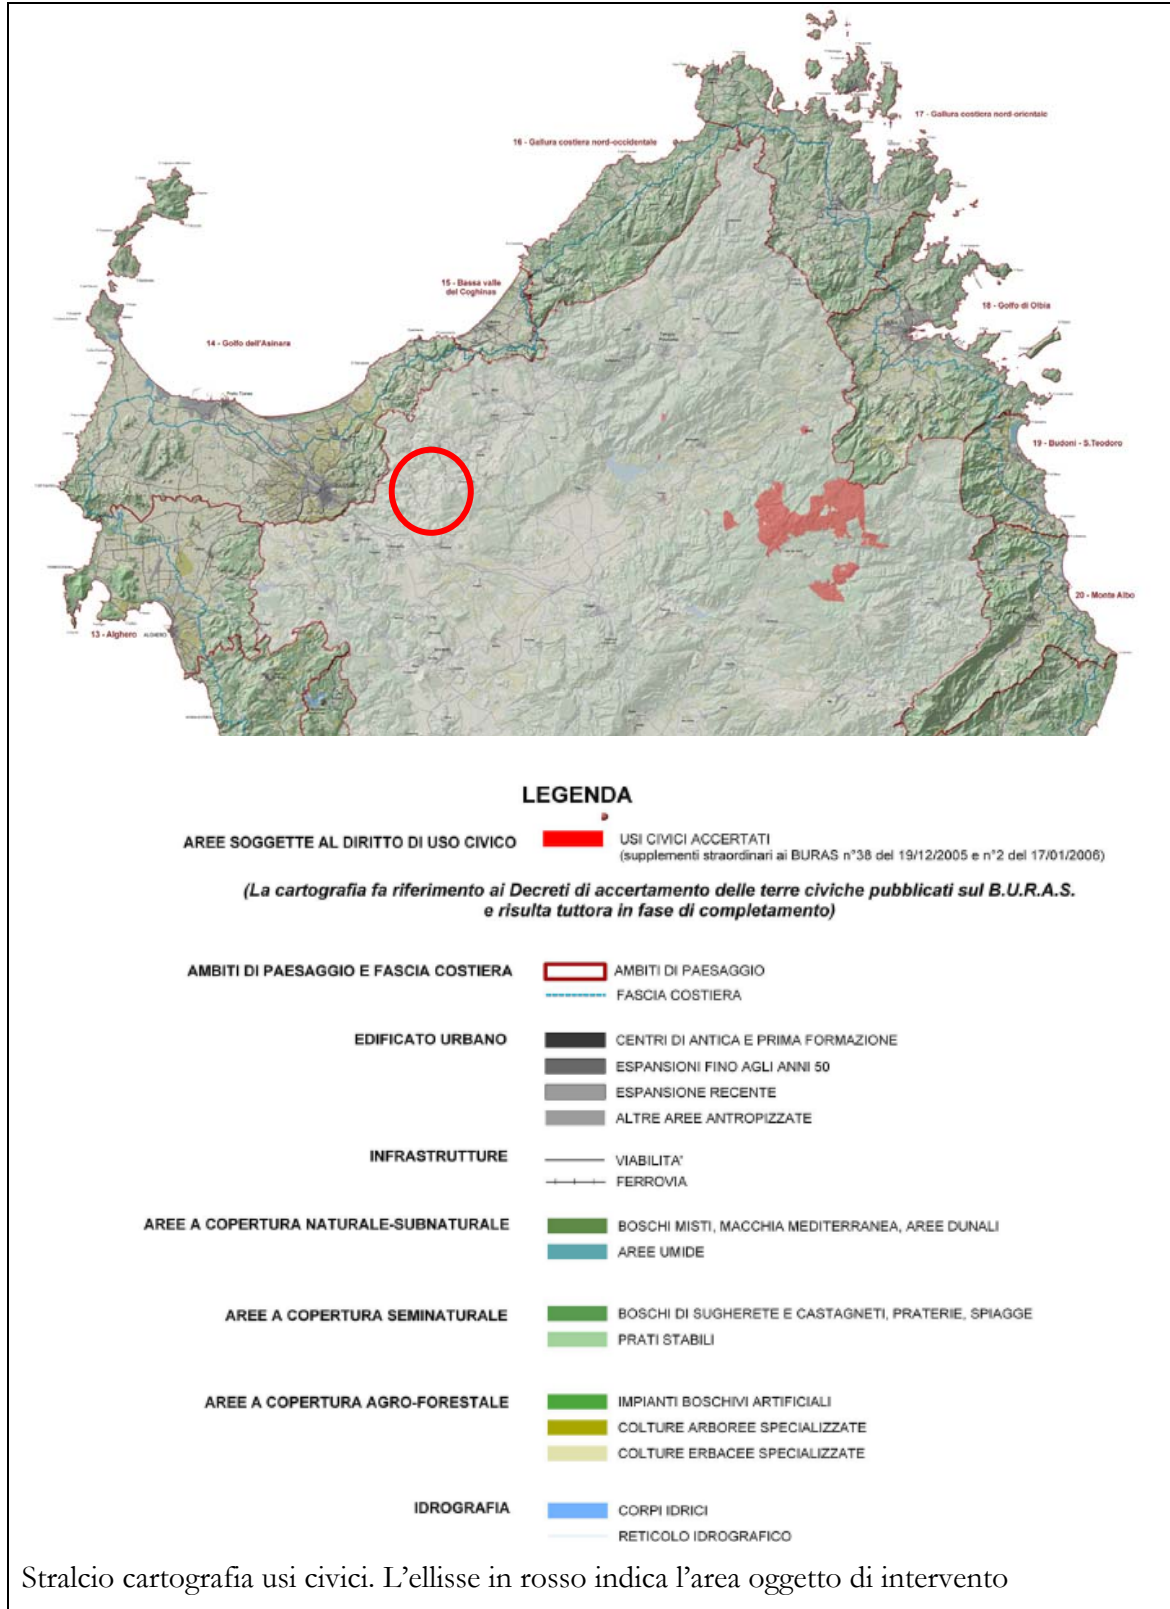 17 - Gallura costiera nord-orientale
16 - Gallura costiera nord-occidentale
15 - Bassa valle
del Coghinas
18 - Golfo di Olbia
14 - Golfo dell'Asinara
19 - Budoni - S.Teodoro
20 - Monte Albo
13 - Alghero
ALGHERO
LEGENDA
AREE SOGGETTE AL DIRITTO DI USO CIVICO
USI CIVICI ACCERTATI
(supplementi straordinari ai BURAS n°38 del 19/12/2005 e n°2 del 17/01/2006)
(La cartografia fa riferimento ai Decreti di accertamento delle terre civiche pubblicati sul B.U.R.A.S.
e risulta tuttora in fase di completamento)
AMBITI DI PAESAGGIO E FASCIA COSTIERA
AMBITI DI PAESAGGIO
FASCIA COSTIERA
EDIFICATO URBANO
CENTRI DI ANTICA E PRIMA FORMAZIONE
ESPANSIONI FINO AGLI ANNI 50
ESPANSIONE RECENTE
ALTRE AREE ANTROPIZZATE
INFRASTRUTTURE
VIABILITA'
FERROVIA
AREE A COPERTURA NATURALE-SUBNATURALE
BOSCHI MISTI, MACCHIA MEDITERRANEA, AREE DUNALI
AREE UMIDE
AREE A COPERTURA SEMINATURALE
BOSCHI DI SUGHERETE E CASTAGNETI, PRATERIE, SPIAGGE
PRATI STABILI
AREE A COPERTURA AGRO-FORESTALE
IMPIANTI BOSCHIVI ARTIFICIALI
COLTURE ARBOREE SPECIALIZZATE
COLTURE ERBACEE SPECIALIZZATE
IDROGRAFIA
CORPI IDRICI
RETICOLO IDROGRAFICO
Stralcio cartografia usi civici. L'ellisse in rosso indica l'area oggetto di intervento